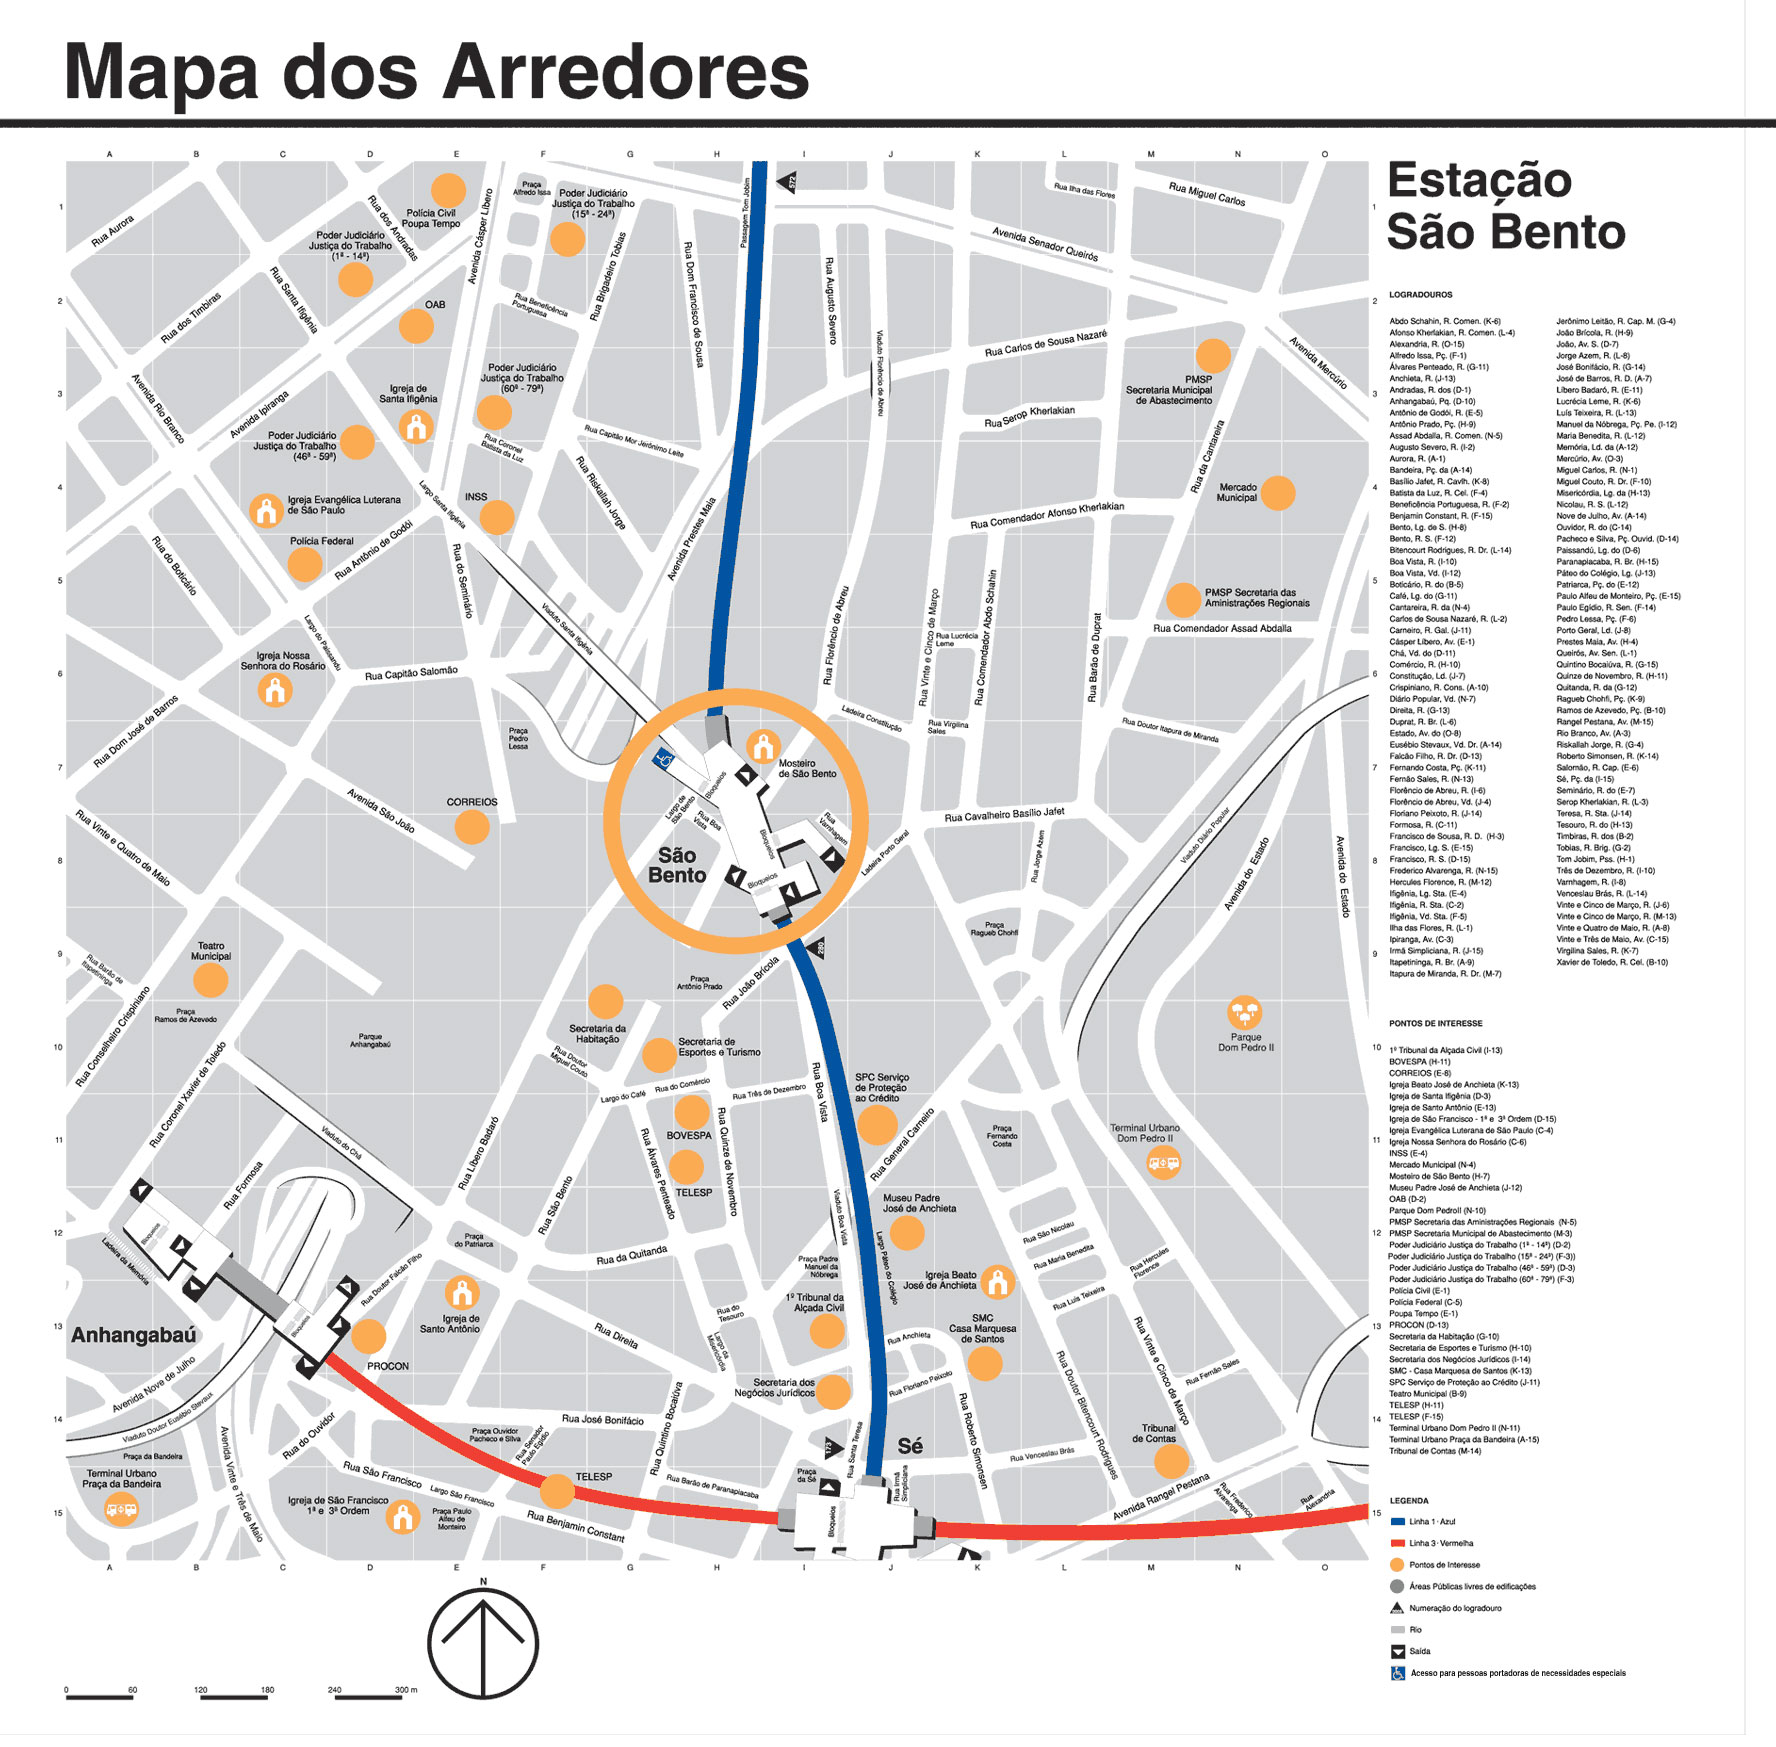 Mapa dos Arredores
A B C D E F G H I J K L M N O
Estação
São Bento
LOGRADOUROS
Abdo Schahin, R. Comen. (K-6)
Afonso Kherlakian, R. Comen. (L-4)
Alexandria, R. (O-15)
Alfredo Issa, Pç. (F-1)
Álvares Penteado, R. (G-11)
Anchieta, R. (J-13)
Andradas, R. dos (D-1)
Anhangabaú, Pq. (D-10)
Antônio de Godói, R. (E-5)
Antônio Prado, Pç. (H-9)
Assad Abdalla, R. Comen. (N-5)
Augusto Severo, R. (I-2)
Aurora, R. (A-1)
Bandeira, Pç. da (A-14)
Basílio Jafet, R. Cavlh. (K-8)
Batista da Luz, R. Cel. (F-4)
Beneficência Portuguesa, R. (F-2)
Benjamin Constant, R. (F-15)
Bento, Lg. de S. (H-8)
Bento, R. S. (F-12)
Bitencourt Rodrigues, R. Dr. (L-14)
Boa Vista, R. (I-10)
Boa Vista, Vd. (I-12)
Boticário, R. do (B-5)
Café, Lg. do (G-11)
Cantareira, R. da (N-4)
Carlos de Sousa Nazaré, R. (L-2)
Carneiro, R. Gal. (J-11)
Cásper Líbero, Av. (E-1)
Chá, Vd. do (D-11)
Comércio, R. (H-10)
Constituição, Ld. (J-7)
Crispiniano, R. Cons. (A-10)
Diário Popular, Vd. (N-7)
Direita, R. (G-13)
Duprat, R. Br. (L-6)
Estado, Av. do (O-8)
Eusébio Stevaux, Vd. Dr. (A-14)
Falcão Filho, R. Dr. (D-13)
Fernando Costa, Pç. (K-11)
Fernão Sales, R. (N-13)
Florêncio de Abreu, R. (I-6)
Florêncio de Abreu, Vd. (J-4)
Floriano Peixoto, R. (J-14)
Formosa, R. (C-11)
Francisco de Sousa, R. D. (H-3)
Francisco, Lg. S. (E-15)
Francisco, R. S. (D-15)
Frederico Alvarenga, R. (N-15)
Hercules Florence, R. (M-12)
Ifigênia, Lg. Sta. (E-4)
Ifigênia, R. Sta. (C-2)
Ifigênia, Vd. Sta. (F-5)
Ilha das Flores, R. (L-1)
Ipiranga, Av. (C-3)
Irmã Simpliciana, R. (J-15)
Itapetininga, R. Br. (A-9)
Itapura de Miranda, R. Dr. (M-7)
Jerônimo Leitão, R. Cap. M. (G-4)
João Brícola, R. (H-9)
João, Av. S. (D-7)
Jorge Azem, R. (L-8)
José Bonifácio, R. (G-14)
José de Barros, R. D. (A-7)
Líbero Badaró, R. (E-11)
Lucrécia Leme, R. (K-6)
Luís Teixeira, R. (L-13)
Manuel da Nóbrega, Pç. Pe. (I-12)
Maria Benedita, R. (L-12)
Memória, Ld. da (A-12)
Mercúrio, Av. (O-3)
Miguel Carlos, R. (N-1)
Miguel Couto, R. Dr. (F-10)
Misericórdia, Lg. da (H-13)
Nicolau, R. S. (L-12)
Nove de Julho, Av. (A-14)
Ouvidor, R. do (C-14)
Pacheco e Silva, Pç. Ouvid. (D-14)
Paissandú, Lg. do (D-6)
Paranapiacaba, R. Br. (H-15)
Páteo do Colégio, Lg. (J-13)
Patriarca, Pç. do (E-12)
Paulo Alfeu de Monteiro, Pç. (E-15)
Paulo Egídio, R. Sen. (F-14)
Pedro Lessa, Pç. (F-6)
Porto Geral, Ld. (J-8)
Prestes Maia, Av. (H-4)
Queirós, Av. Sen. (L-1)
Quintino Bocaiúva, R. (G-15)
Quinze de Novembro, R. (H-11)
Quitanda, R. da (G-12)
Ragueb Chohfi, Pç. (K-9)
Ramos de Azevedo, Pç. (B-10)
Rangel Pestana, Av. (M-15)
Rio Branco, Av. (A-3)
Riskallah Jorge, R. (G-4)
Roberto Simonsen, R. (K-14)
Salomão, R. Cap. (E-6)
Sé, Pç. da (I-15)
Seminário, R. do (E-7)
Serop Kherlakian, R. (L-3)
Teresa, R. Sta. (J-14)
Tesouro, R. do (H-13)
Timbiras, R. dos (B-2)
Tobias, R. Brig. (G-2)
Tom Jobim, Pss. (H-1)
Três de Dezembro, R. (I-10)
Varnhagem, R. (I-8)
Venceslau Brás, R. (L-14)
Vinte e Cinco de Março, R. (J-6)
Vinte e Cinco de Março, R. (M-13)
Vinte e Quatro de Maio, R. (A-8)
Vinte e Três de Maio, Av. (C-15)
Virgilina Sales, R. (K-7)
Xavier de Toledo, R. Cel. (B-10)
PONTOS DE INTERESSE
1º Tribunal da Alçada Civil (I-13)
BOVESPA (H-11)
CORREIOS (E-8)
Igreja Beato José de Anchieta (K-13)
Igreja de Santa Ifigênia (D-3)
Igreja de Santo Antônio (E-13)
Igreja de São Francisco - 1ª e 3ª Ordem (D-15)
Igreja Evangélica Luterana de São Paulo (C-4)
Igreja Nossa Senhora do Rosário (C-6)
INSS (E-4)
Mercado Municipal (N-4)
Mosteiro de São Bento (H-7)
Museu Padre José de Anchieta (J-12)
OAB (D-2)
Parque Dom PedroII (N-10)
PMSP Secretaria das Aministrações Regionais (N-5)
PMSP Secretaria Municipal de Abastecimento (M-3)
Poder Judiciário Justiça do Trabalho (1ª - 14ª) (D-2)
Poder Judiciário Justiça do Trabalho (15ª - 24ª) (F-3))
Poder Judiciário Justiça do Trabalho (46ª - 59ª) (D-3)
Poder Judiciário Justiça do Trabalho (60ª - 79ª) (F-3)
Polícia Civil (E-1)
Polícia Federal (C-5)
Poupa Tempo (E-1)
PROCON (D-13)
Secretaria da Habitação (G-10)
Secretaria de Esportes e Turismo (H-10)
Secretaria dos Negócios Jurídicos (I-14)
SMC - Casa Marquesa de Santos (K-13)
SPC Serviço de Proteção ao Crédito (J-11)
Teatro Municipal (B-9)
TELESP (H-11)
TELESP (F-15)
Terminal Urbano Dom Pedro II (N-11)
Terminal Urbano Praça da Bandeira (A-15)
Tribunal de Contas (M-14)
LEGENDA
Linha 1 · Azul
Linha 3 · Vermelha
Pontos de Interesse
Áreas Públicas livres de edificações
Numeração do logradouro
Rio
Saída
Acesso para pessoas portadoras de necessidades especiais
1
2
3
4
5
6
7
8
9
10
11
12
13
14
15
Rua Aurora
Rua dos Andradas
Polícia Civil
Poupa Tempo
Poder Judiciário
Justiça do Trabalho
(1ª - 14ª)
Avenida Cásper Líbero
Praça
Alfredo Issa
Poder Judiciário
Justiça do Trabalho
(15ª - 24ª)
Rua Brigadeiro Tobias
Rua Dom Francisco de Sousa
Passagem Tom Jobim
572
Rua Augusto Severo
Viaduto Florêncio de Abreu
Avenida Senador Queirós
Rua Ilha das Flores
Rua Miguel Carlos
Rua dos Timbiras
Rua Santa Ifigênia
OAB
Rua Beneficência
Portuguesa
Rua Carlos de Sousa Nazaré
Avenida Mercúrio
PMSP
Secretaria Municipal
de Abastecimento
Avenida Rio Branco
Avenida Ipiranga
Igreja de
Santa Ifigênia
Poder Judiciário
Justiça do Trabalho
(60ª - 79ª)
Poder Judiciário
Justiça do Trabalho
(46ª - 59ª)
Rua Coronel
Batista da Luz
Rua Capitão Mor Jerônimo Leite
Rua Serop Kherlakian
Rua da Cantareira
Igreja Evangélica Luterana
de São Paulo
Largo Santa Ifigênia
INSS
Rua Riskallah Jorge
Avenida Prestes Maia
Rua Comendador Afonso Kherlakian
Mercado
Municipal
Rua do Boticário
Polícia Federal
Rua Antônio de Godói
Rua do Seminário
Viaduto Santa Ifigênia
Rua Florêncio de Abreu
Rua Vinte e Cinco de Março
Rua Lucrécia
Leme
Rua Comendador Abdo Schahin
Rua Barão de Duprat
PMSP Secretaria das
Aministrações Regionais
Rua Comendador Assad Abdalla
Largo do Paissandú
Igreja Nossa
Senhora do Rosário
Rua Capitão Salomão
Rua Dom José de Barros
Praça
Pedro
Lessa
Ladeira Constituição
Rua Virgilina
Sales
Rua Doutor Itapura de Miranda
Mosteiro
de São Bento
Bloqueios
Largo de
São Bento
Rua Boa
Vista
Bloqueios
Rua
Varnhagem
Bloqueios
São
Bento
Ladeira Porto Geral
Rua Cavalheiro Basílio Jafet
Rua Jorge Azem
Viaduto Diário Popular
Avenida do Estado
Avenida do Estado
Avenida São João
CORREIOS
Rua Vinte e Quatro de Maio
280
Praça
Ragueb Chohfi
Teatro
Municipal
Rua Barão de
Itapetininga
Praça
Ramos de Azevedo
Rua Conselheiro Crispiniano
Parque
Anhangabaú
Praça
Antônio Prado
Rua João Brícola
Secretaria da
Habitação
Secretaria de
Esportes e Turismo
Rua Doutor
Miguel Couto
Rua do Comércio
Largo do Café
Rua Três de Dezembro
Rua Boa Vista
SPC Serviço
de Proteção
ao Crédito
Parque
Dom Pedro II
Rua Coronel Xavier de Toledo
Viaduto do Chá
Rua Líbero Badaró
BOVESPA
TELESP
Rua Álvares Penteado
Rua Quinze de Novembro
Rua General Carneiro
Praça
Fernando
Costa
Terminal Urbano
Dom Pedro II
Rua Formosa
Rua São Bento
Museu Padre
José de Anchieta
Viaduto Boa Vista
Largo Páteo do Colégio
Bloqueios
Ladeira da Memória
Praça
do Patriarca
Rua da Quitanda
Praça Padre
Manuel da
Nóbrega
Rua São Nicolau
Rua Maria Benedita
Rua Hercules
Florence
Rua Doutor Falcão Filho
Igreja Beato
José de Anchieta
Rua Luís Teixeira
Anhangabaú
Bloqueios
Igreja de
Santo Antônio
PROCON
Rua Direita
Rua do
Tesouro
Largo da
Misericórdia
1º Tribunal da
Alçada Civil
SMC
Casa Marquesa
de Santos
Rua Anchieta
Rua Floriano Peixoto
Secretaria dos
Negócios Jurídicos
Rua Vinte e Cinco de Março
Rua Fernão Sales
Avenida Nove de Julho
Viaduto Doutor Eusébio Stevaux
Praça da Bandeira
Terminal Urbano
Praça da Bandeira
Avenida Vinte e Três de Maio
Rua do Ouvidor
Praça Ouvidor
Pacheco e Silva
Rua Senador
Paulo Egídio
Rua José Bonifácio
Rua Quintino Bocaiúva
173
Rua Santa Teresa
Sé
Rua Roberto Simonsen
Rua Doutor Bitencourt Rodrigues
Rua Venceslau Brás
Tribunal
de Contas
Rua São Francisco
Largo São Francisco
TELESP
Rua Barão de Paranapiacaba
Praça
da Sé
Bloqueios
Rua Irmã
Simpliciana
Avenida Rangel Pestana
Rua Frederico
Alvarenga
Rua
Alexandria
Igreja de São Francisco
1ª e 3ª Ordem
Praça Paulo
Alfeu de
Monteiro
Rua Benjamin Constant
1
2
3
4
5
6
7
8
9
10
11
12
13
14
15
A B C D E F G H I J K L M N O
N
0 60 120 180 240 300 m